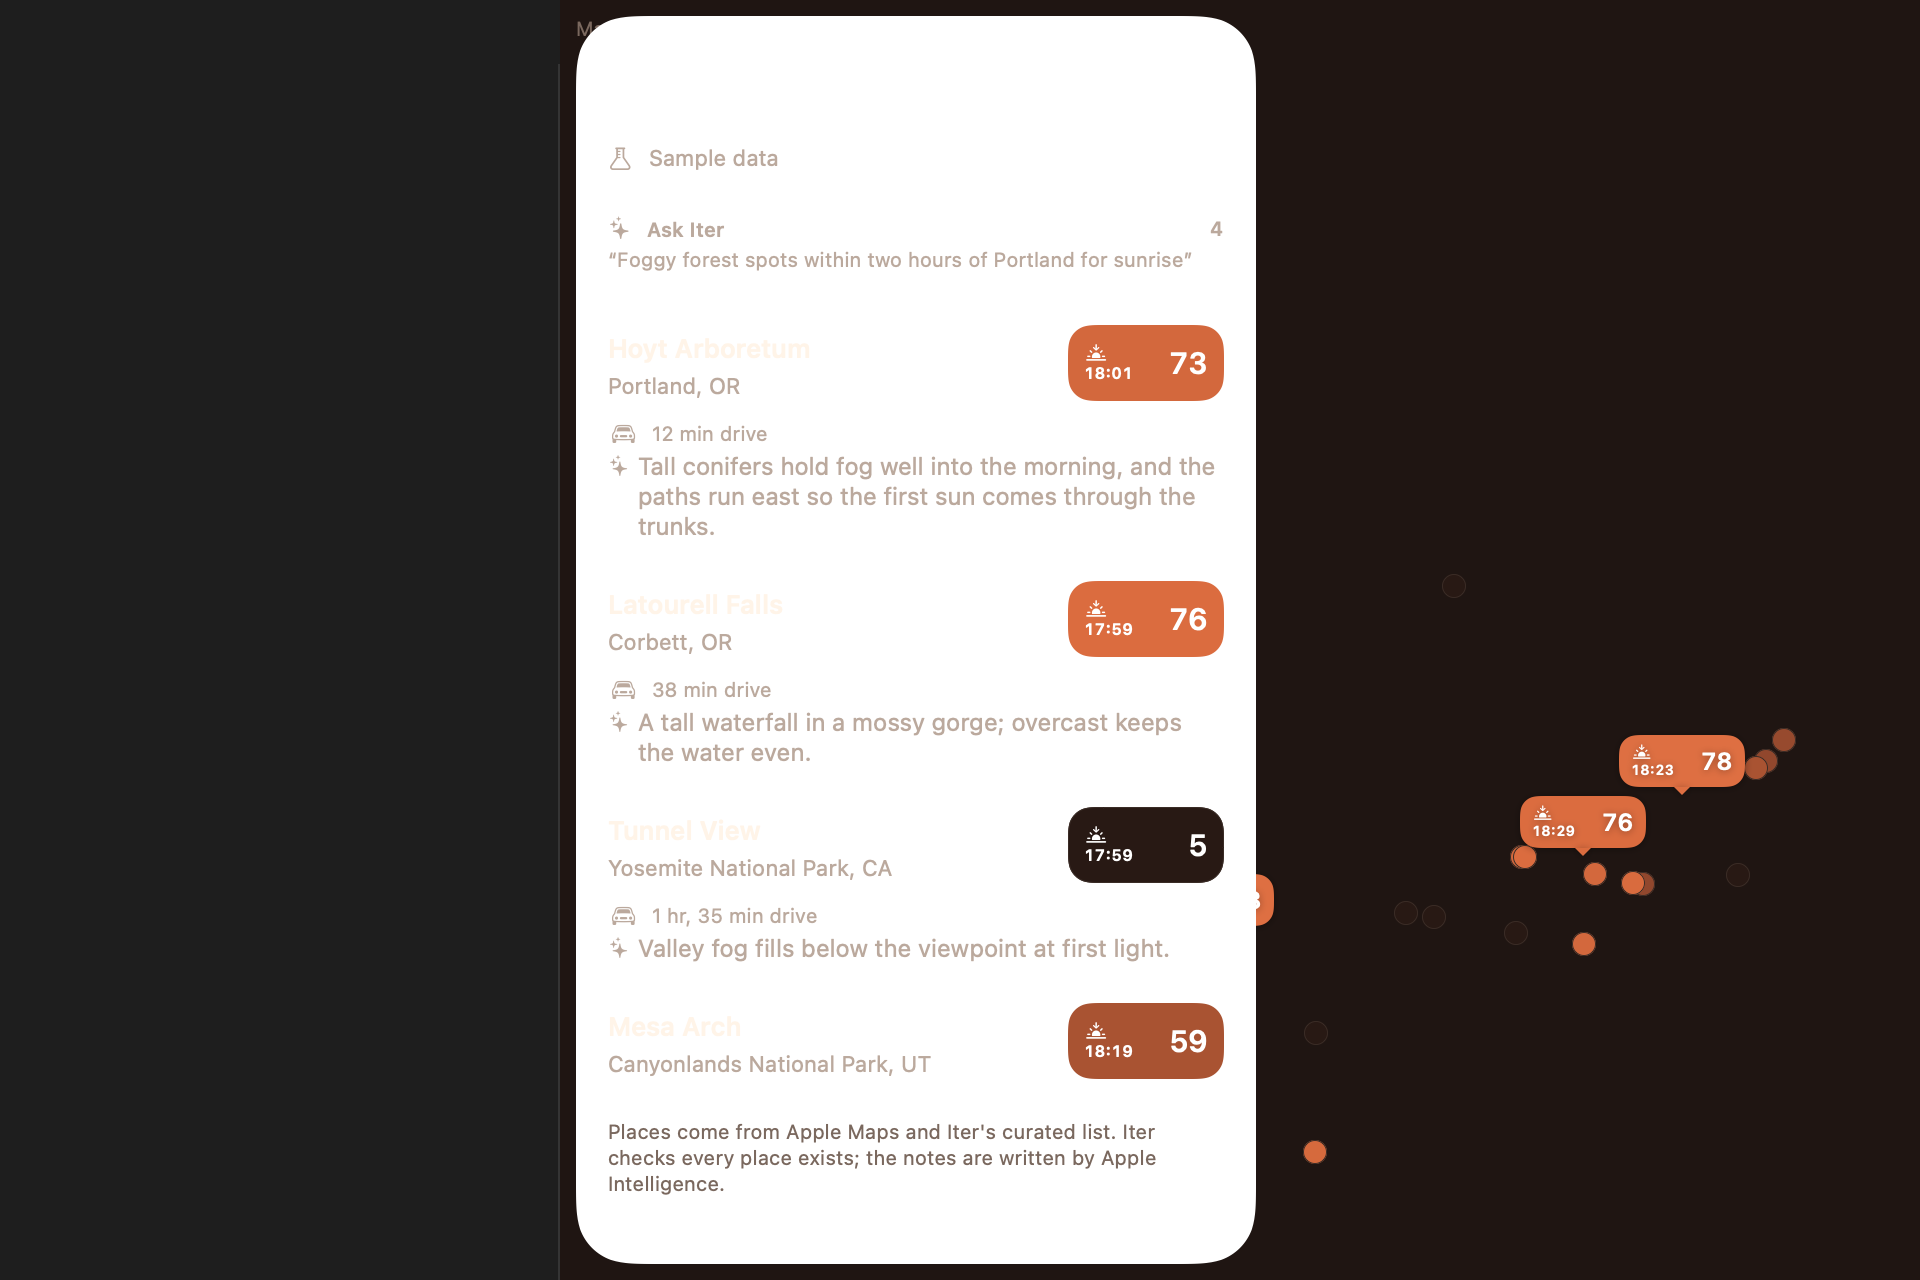 Sample data
Ask Iter
4
“Foggy forest spots within two hours of Portland for sunrise”
Hoyt Arboretum
Portland, OR
18:01
73
12 min drive
Tall conifers hold fog well into the morning, and the
paths run east so the first sun comes through the
trunks.
Latourell Falls
Corbett, OR
17:59
76
38 min drive
A tall waterfall in a mossy gorge; overcast keeps
the water even.
Tunnel View
Yosemite National Park, CA
17:59
5
1 hr, 35 min drive
Valley fog fills below the viewpoint at first light.
Mesa Arch
Canyonlands National Park, UT
18:19
59
Places come from Apple Maps and Iter's curated list. Iter
checks every place exists; the notes are written by Apple
Intelligence.
18:23
78
18:29
76